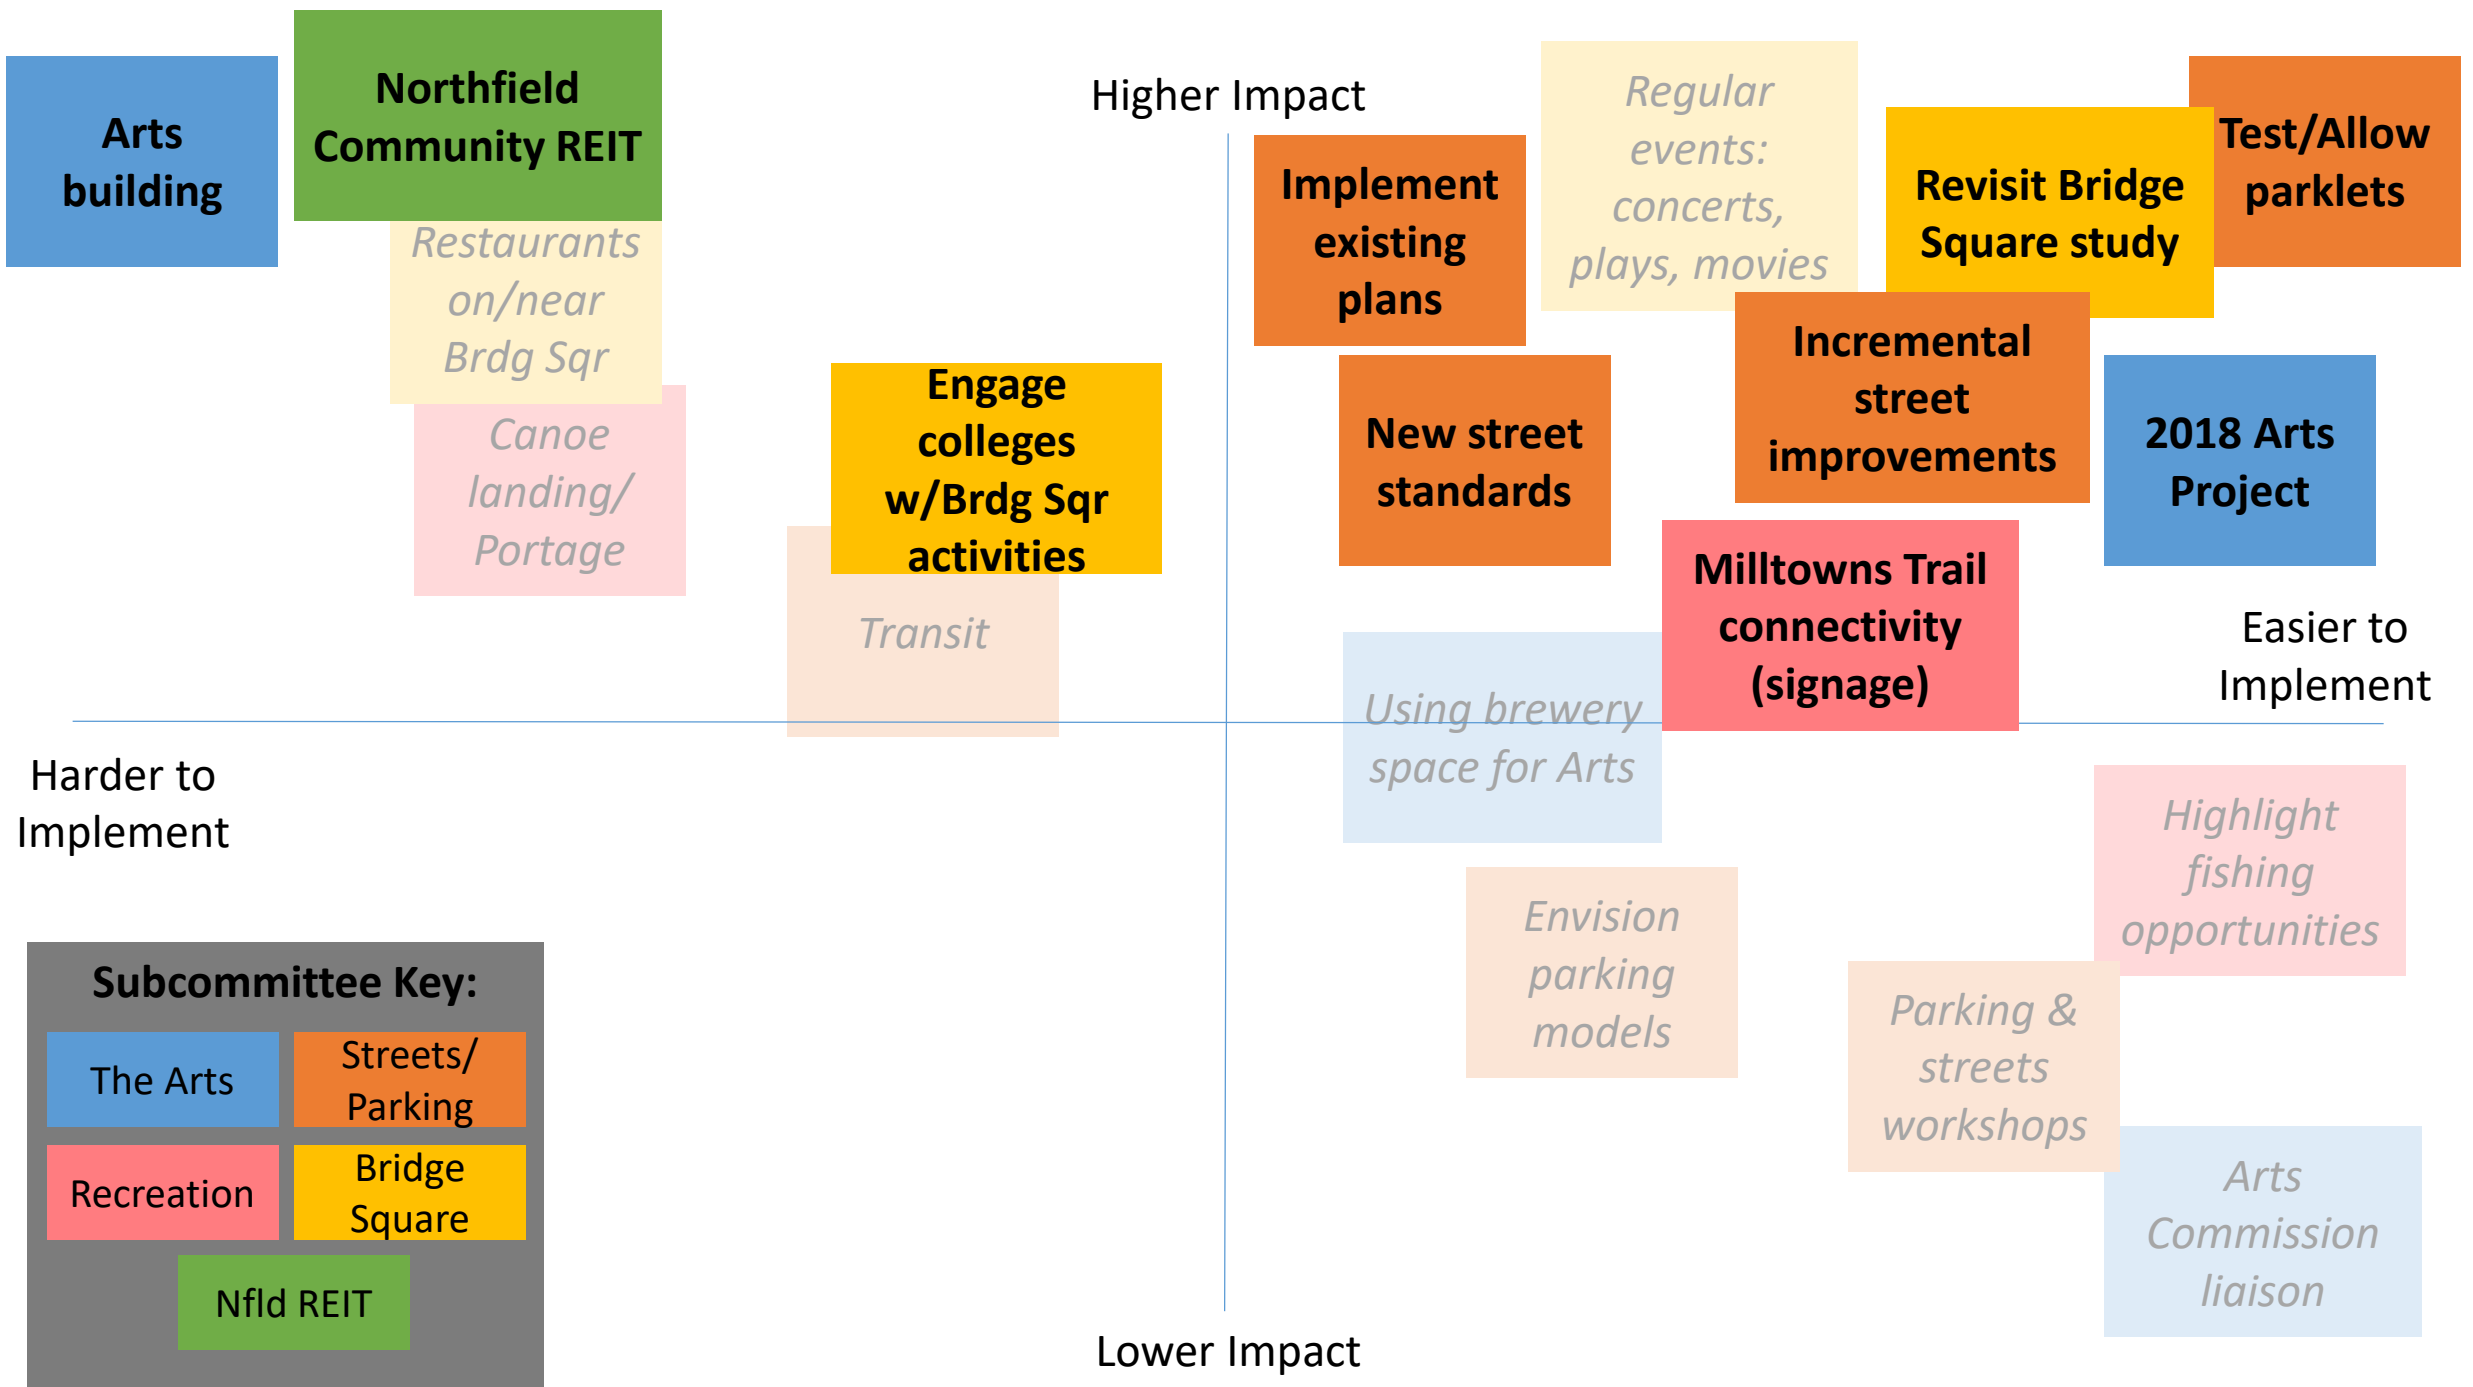 Arts
building
Northfield
Community REIT
Restaurants
on/near
Brdg Sqr
Canoe
landing/
Portage
Engage
colleges
w/Brdg Sqr
activities
Transit
Higher Impact
Implement
existing
plans
Regular
events:
concerts,
plays, movies
Revisit Bridge
Square study
Test/Allow
parklets
New street
standards
Incremental
street
improvements
2018 Arts
Project
Milltowns Trail
connectivity
(signage)
Easier to
Implement
Using brewery
space for Arts
Harder to
Implement
Highlight
fishing
opportunities
Envision
parking
models
Parking &
streets
workshops
Arts
Commission
liaison
Lower Impact
Subcommittee Key:
The Arts
Streets/
Parking
Recreation
Bridge
Square
Nfld REIT